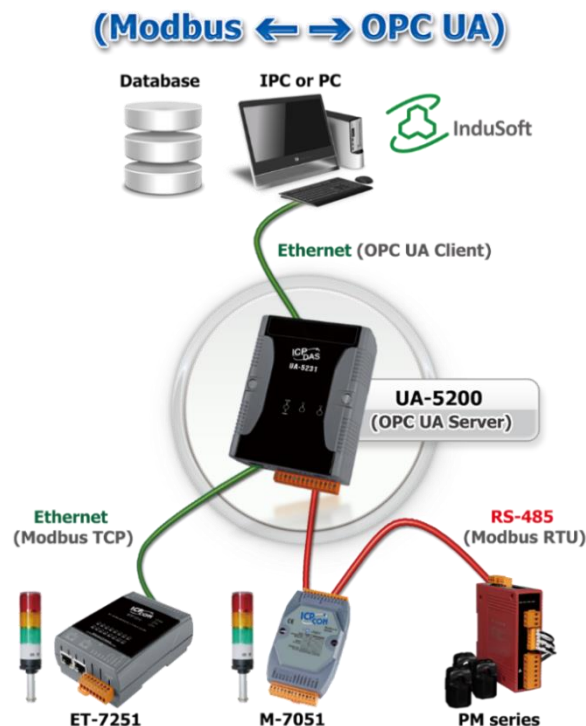 (Modbus ← → OPC UA)
Database
IPC or PC
InduSoft
Ethernet (OPC UA Client)
ICP
DAS
UA-5231
UA-5200
(OPC UA Server)
Ethernet
(Modbus TCP)
RS-485
(Modbus RTU)
ICP
CON
ET-7251
M-7051
PM series